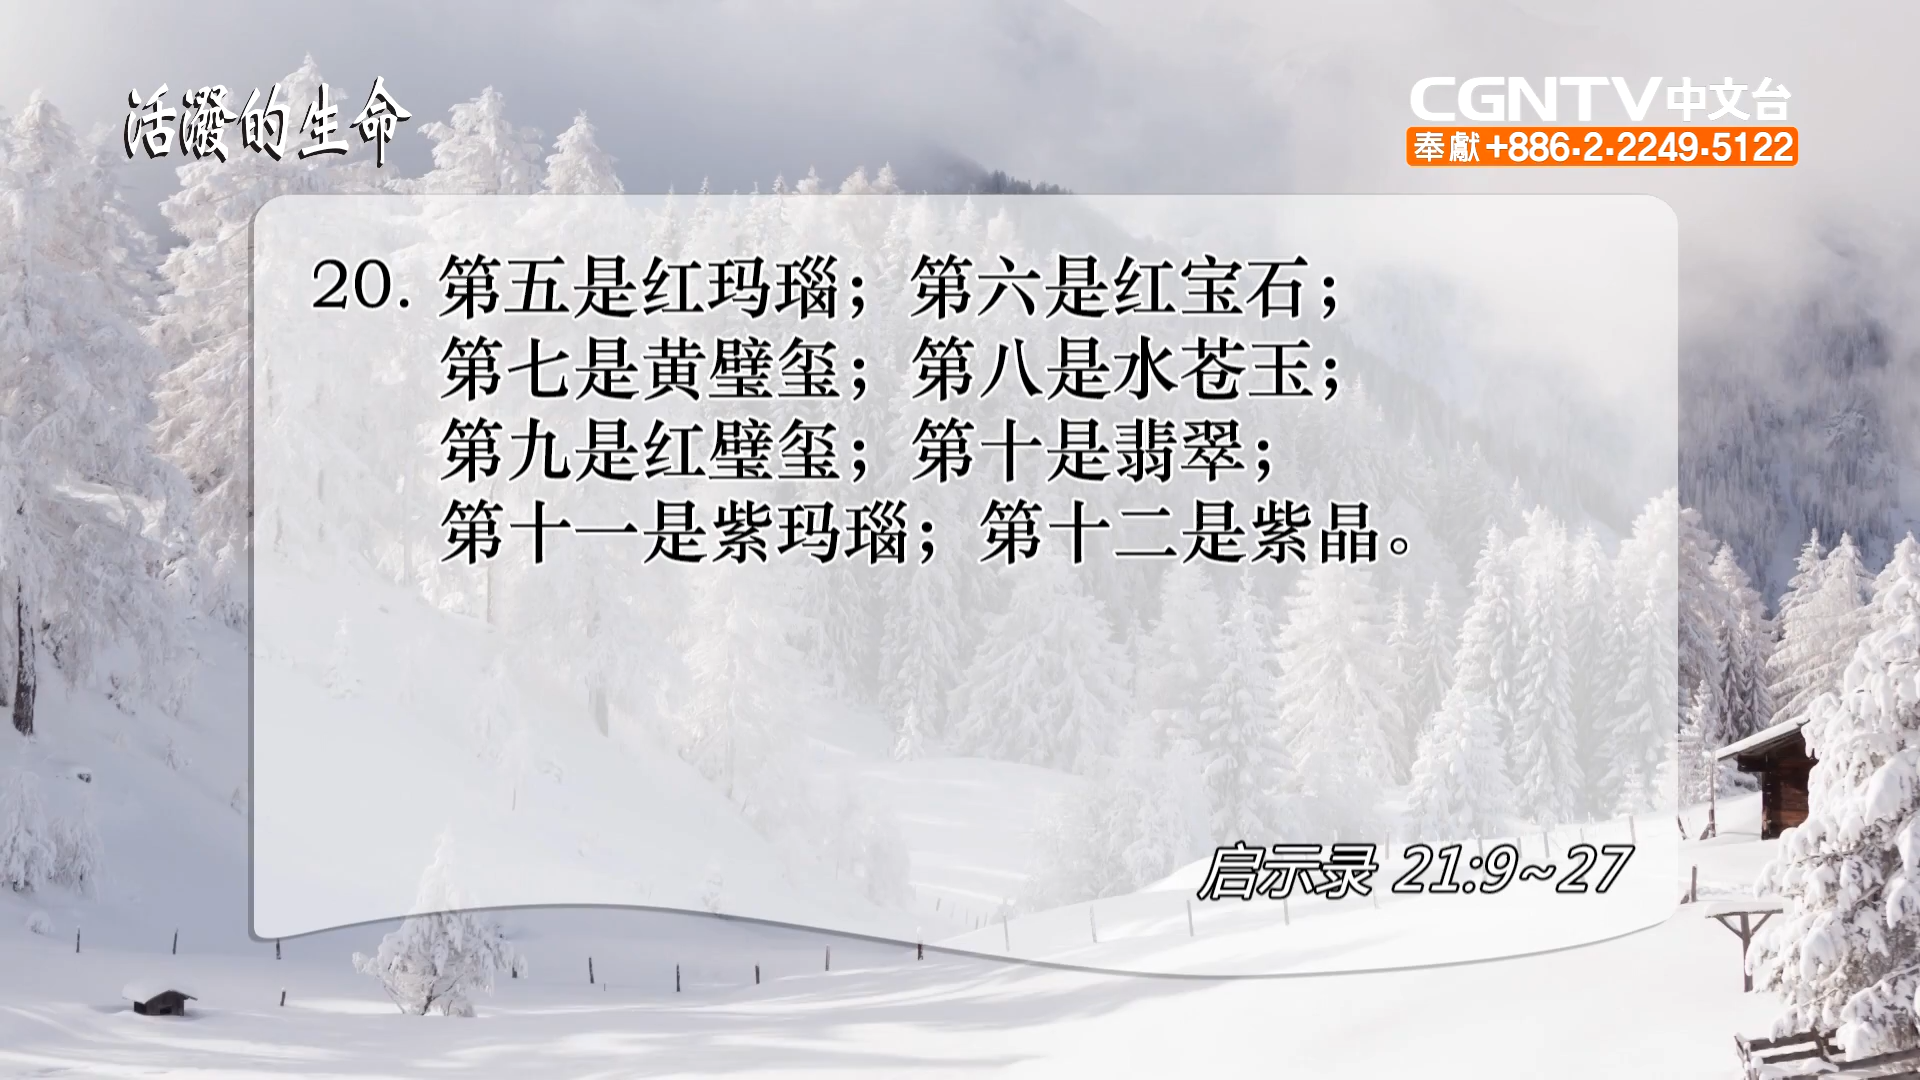 活潑的生命
CGNTV中文台
奉獻 +886-2-2249-5122
20. 第五是红玛瑙；第六是红宝石；
第七是黄璧玺；第八是水苍玉；
第九是红璧玺；第十是翡翠；
第十一是紫玛瑙；第十二是紫晶。
启示录 21:9~27